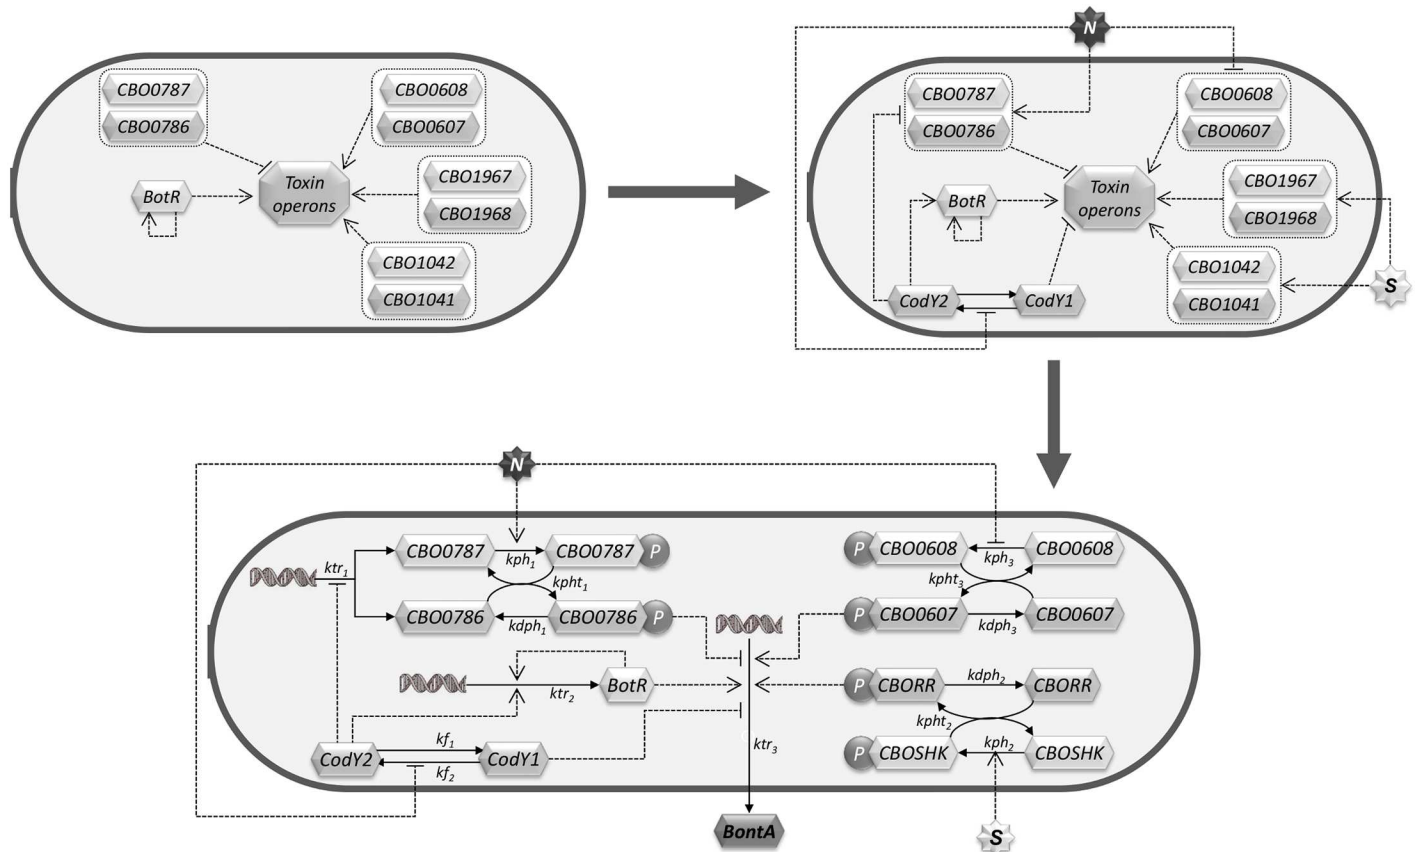 CBO0787
CBO0786
CBO0608
CBO0607
BotR
Toxin
operons
CBO1967
CBO1968
CBO1042
CBO1041
N
CBO0787
CBO0786
CBO0608
CBO0607
BotR
Toxin
operons
CBO1967
CBO1968
CBO1042
CBO1041
CodY2
CodY1
S
N
ktr1
CBO0787
kph1
CBO0787
P
kpht1
CBO0786
kdph1
CBO0786
P
P
CBO0608
kph3
CBO0608
kpht3
P
CBO0607
kdph3
CBO0607
ktr2
BotR
P
CBORR
kdph2
CBORR
kpht2
P
CBOSHK
kph2
CBOSHK
CodY2
kf1
kf2
CodY1
ktr3
BontA
S